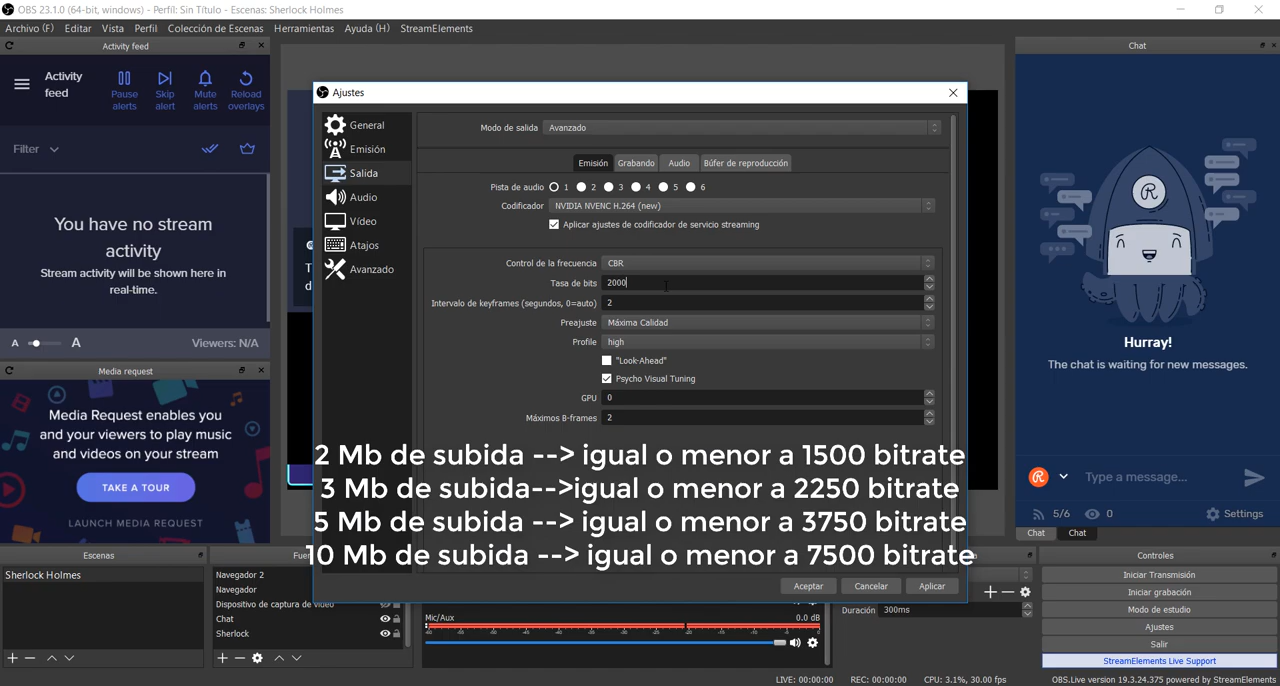 OBS 23.1.0 (64-bit, windows) - Perfil: Sin Título - Escenas: Sherlock Holmes
Archivo (F) Editar Vista Perfil Colección de Escenas Herramientas Ayuda (H) StreamElements
Activity feed
Activity
feed
Pause
alerts
Skip
alert
Mute
alerts
Reload
overlays
Filter
You have no stream
activity
Stream activity will be shown here in
real-time.
A A Viewers: N/A
Media request
Media Request enables you
and your viewers to play music
and videos on your stream
TAKE A TOUR
LAUNCH MEDIA REQUEST
Ajustes
General
Emisión
Salida
Audio
Vídeo
Atajos
Avanzado
Modo de salida Avanzado
Emisión Grabando Audio Búfer de reproducción
Pista de audio 1 2 3 4 5 6
Codificador NVIDIA NVENC H.264 (new)
Aplicar ajustes de codificador de servicio streaming
Control de la frecuencia CBR
Tasa de bits 2000
Intervalo de keyframes (segundos, 0=auto) 2
Preajuste Máxima Calidad
Profile high
"Look-Ahead"
Psycho Visual Tuning
GPU 0
Máximos B-frames 2
2 Mb de subida --> igual o menor a 1500 bitrate
3 Mb de subida-->igual o menor a 2250 bitrate
5 Mb de subida --> igual o menor a 3750 bitrate
10 Mb de subida --> igual o menor a 7500 bitrate
Aceptar Cancelar Aplicar
Chat
Hurray!
The chat is waiting for new messages.
Type a message...
5/6 0 Settings
Chat Chat
Escenas
Sherlock Holmes
Navegador 2
Navegador
Dispositivo de captura de vídeo
Chat
Sherlock
Mic/Aux 0.0 dB
Duración 300ms
Controles
Iniciar Transmisión
Iniciar grabación
Modo de estudio
Ajustes
Salir
StreamElements Live Support
LIVE: 00:00:00 REC: 00:00:00 CPU: 3.1%, 30.00 fps
OBS.Live version 19.3.24.375 powered by StreamElements